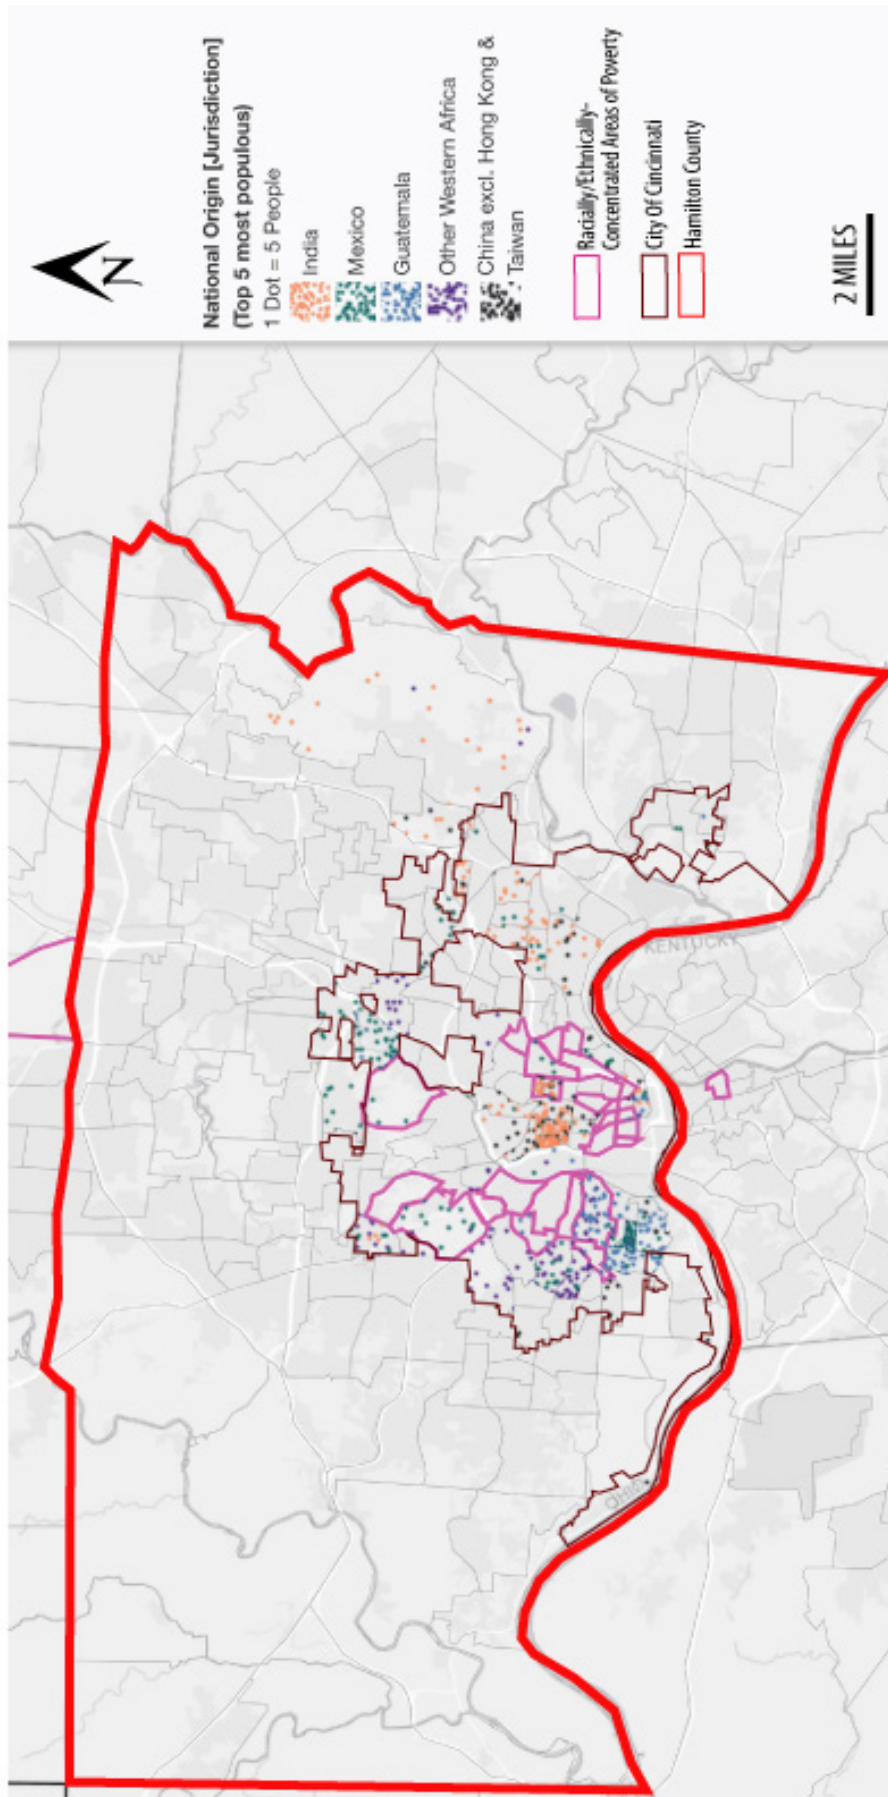 N
National Origin [Jurisdiction]
(Top 5 most populous)
1 Dot = 5 People
India
Mexico
Guatemala
Other Western Africa
China excl. Hong Kong &
Taiwan
Racially/Ethnically-
Concentrated Areas of Poverty
City Of Cincinnati
Hamilton County
2 MILES
KENTUCKY
OHIO